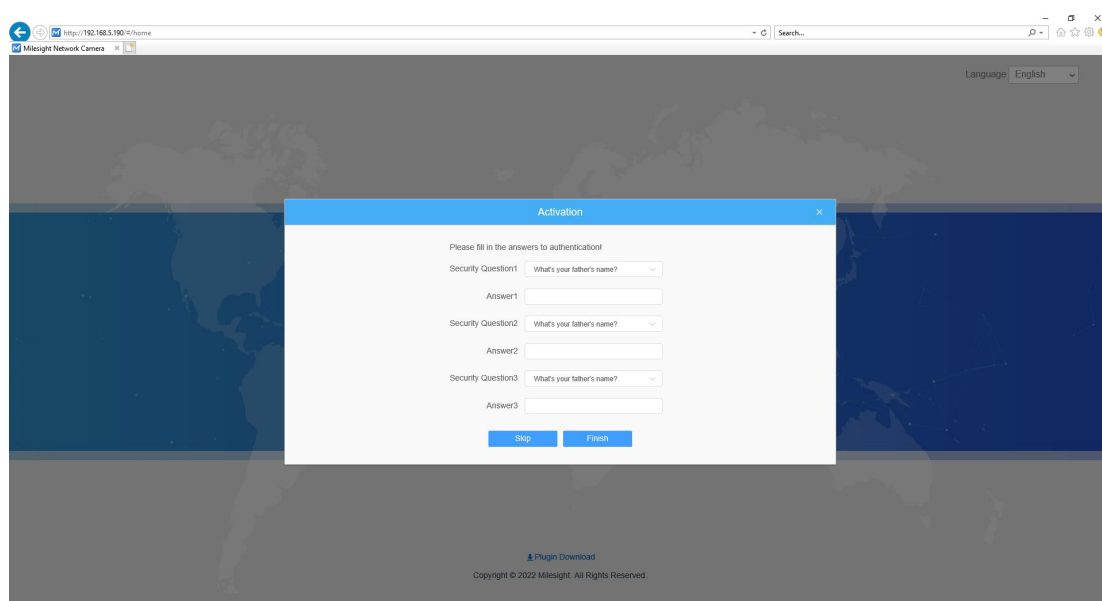 http://192.168.5.190/#/home
Search...
Milesight Network Camera
Language English
Activation
Please fill in the answers to authentication!
Security Question1 What's your father's name?
Answer1
Security Question2 What's your father's name?
Answer2
Security Question3 What's your father's name?
Answer3
Skip Finish
Plugin Download
Copyright © 2022 Milesight. All Rights Reserved.